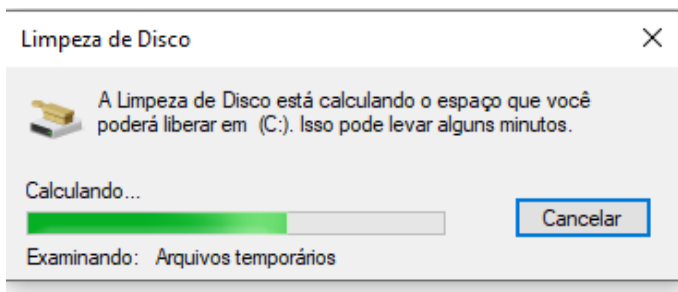 Limpeza de Disco
A Limpeza de Disco está calculando o espaço que você
poderá liberar em  (C:). Isso pode levar alguns minutos.
Calculando...
Cancelar
Examinando:   Arquivos temporários